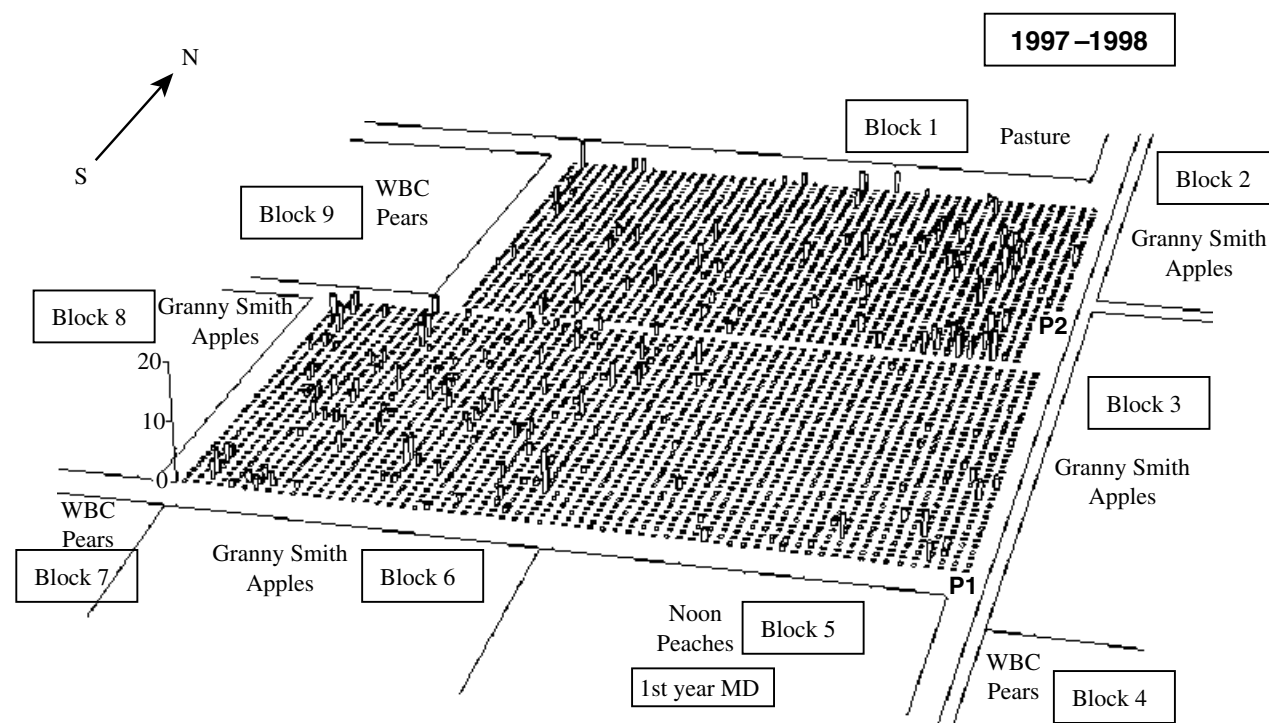 1997–1998
N
S
Block 1
Pasture
Block 2
Granny Smith
Apples
WBC
Pears
Block 9
Block 8
Granny Smith
Apples
20
10
0
P2
Block 3
Granny Smith
Apples
WBC
Pears
Block 7
Granny Smith
Apples
Block 6
P1
Noon
Peaches
Block 5
1st year MD
WBC
Pears
Block 4